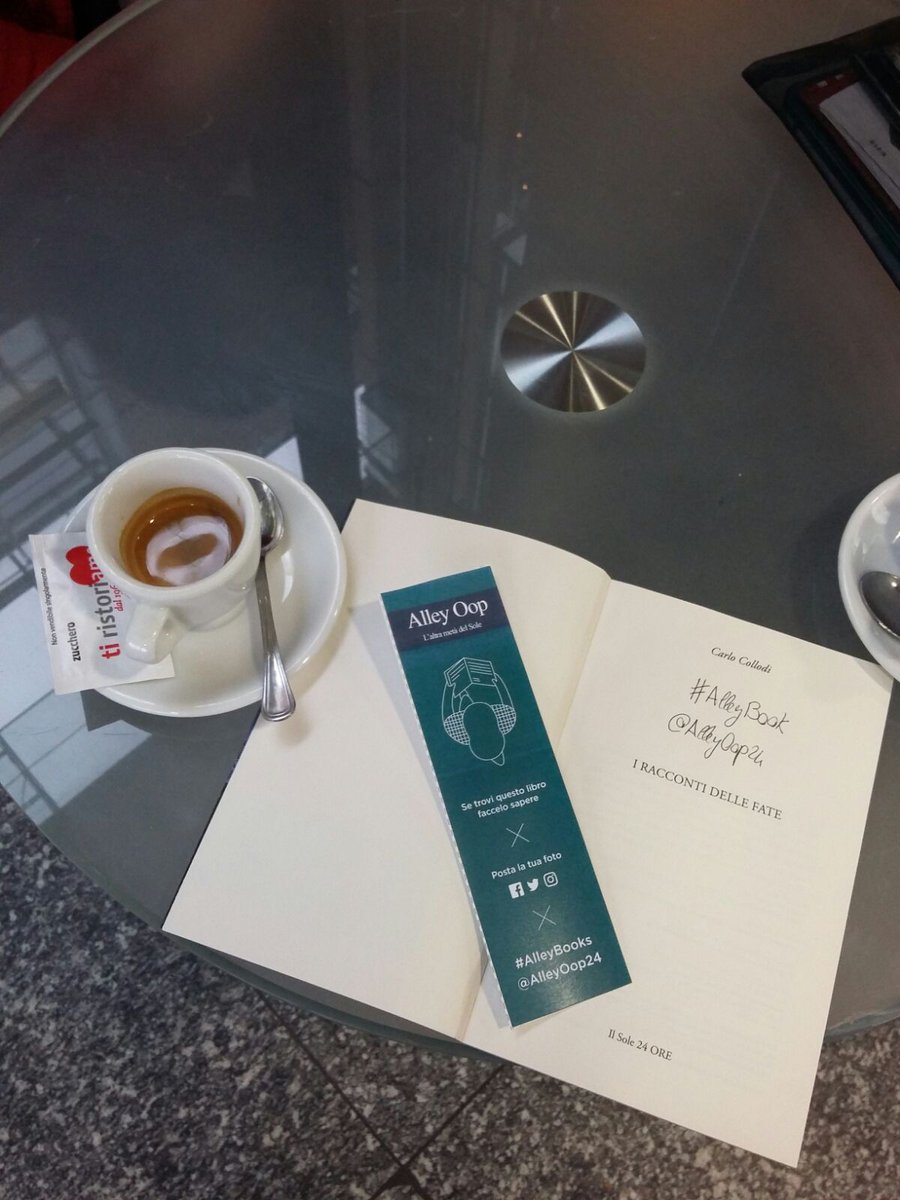 Non vendibile singolarmente
zucchero
ti ristoriamo
Alley Oop
L'altra metà del Sole
Se trovi questo libro
faccelo sapere
Posta la tua foto
#AlleyBooks
@AlleyOop24
Carlo Collodi
#AlleyBook
@AlleyOop24
I RACCONTI DELLE FATE
Il Sole 24 ORE